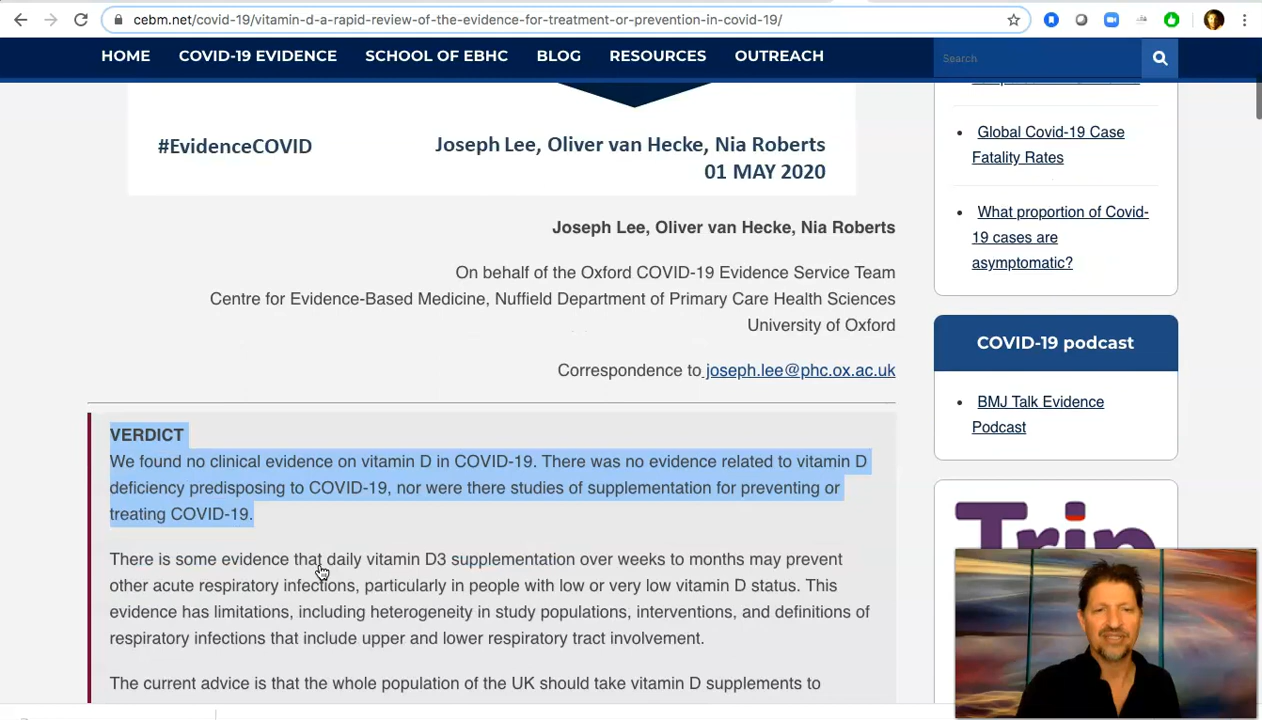 cebm.net/covid-19/vitamin-d-a-rapid-review-of-the-evidence-for-treatment-or-prevention-in-covid-19/
HOME COVID-19 EVIDENCE SCHOOL OF EBHC BLOG RESOURCES OUTREACH Search
#EvidenceCOVID
Joseph Lee, Oliver van Hecke, Nia Roberts
01 MAY 2020
Joseph Lee, Oliver van Hecke, Nia Roberts
On behalf of the Oxford COVID-19 Evidence Service Team
Centre for Evidence-Based Medicine, Nuffield Department of Primary Care Health Sciences
University of Oxford
Correspondence to joseph.lee@phc.ox.ac.uk
VERDICT
We found no clinical evidence on vitamin D in COVID-19. There was no evidence related to vitamin D
deficiency predisposing to COVID-19, nor were there studies of supplementation for preventing or
treating COVID-19.
There is some evidence that daily vitamin D3 supplementation over weeks to months may prevent
other acute respiratory infections, particularly in people with low or very low vitamin D status. This
evidence has limitations, including heterogeneity in study populations, interventions, and definitions of
respiratory infections that include upper and lower respiratory tract involvement.
The current advice is that the whole population of the UK should take vitamin D supplements to
Global Covid-19 Case
Fatality Rates
What proportion of Covid-
19 cases are
asymptomatic?
COVID-19 podcast
BMJ Talk Evidence
Podcast
Trip